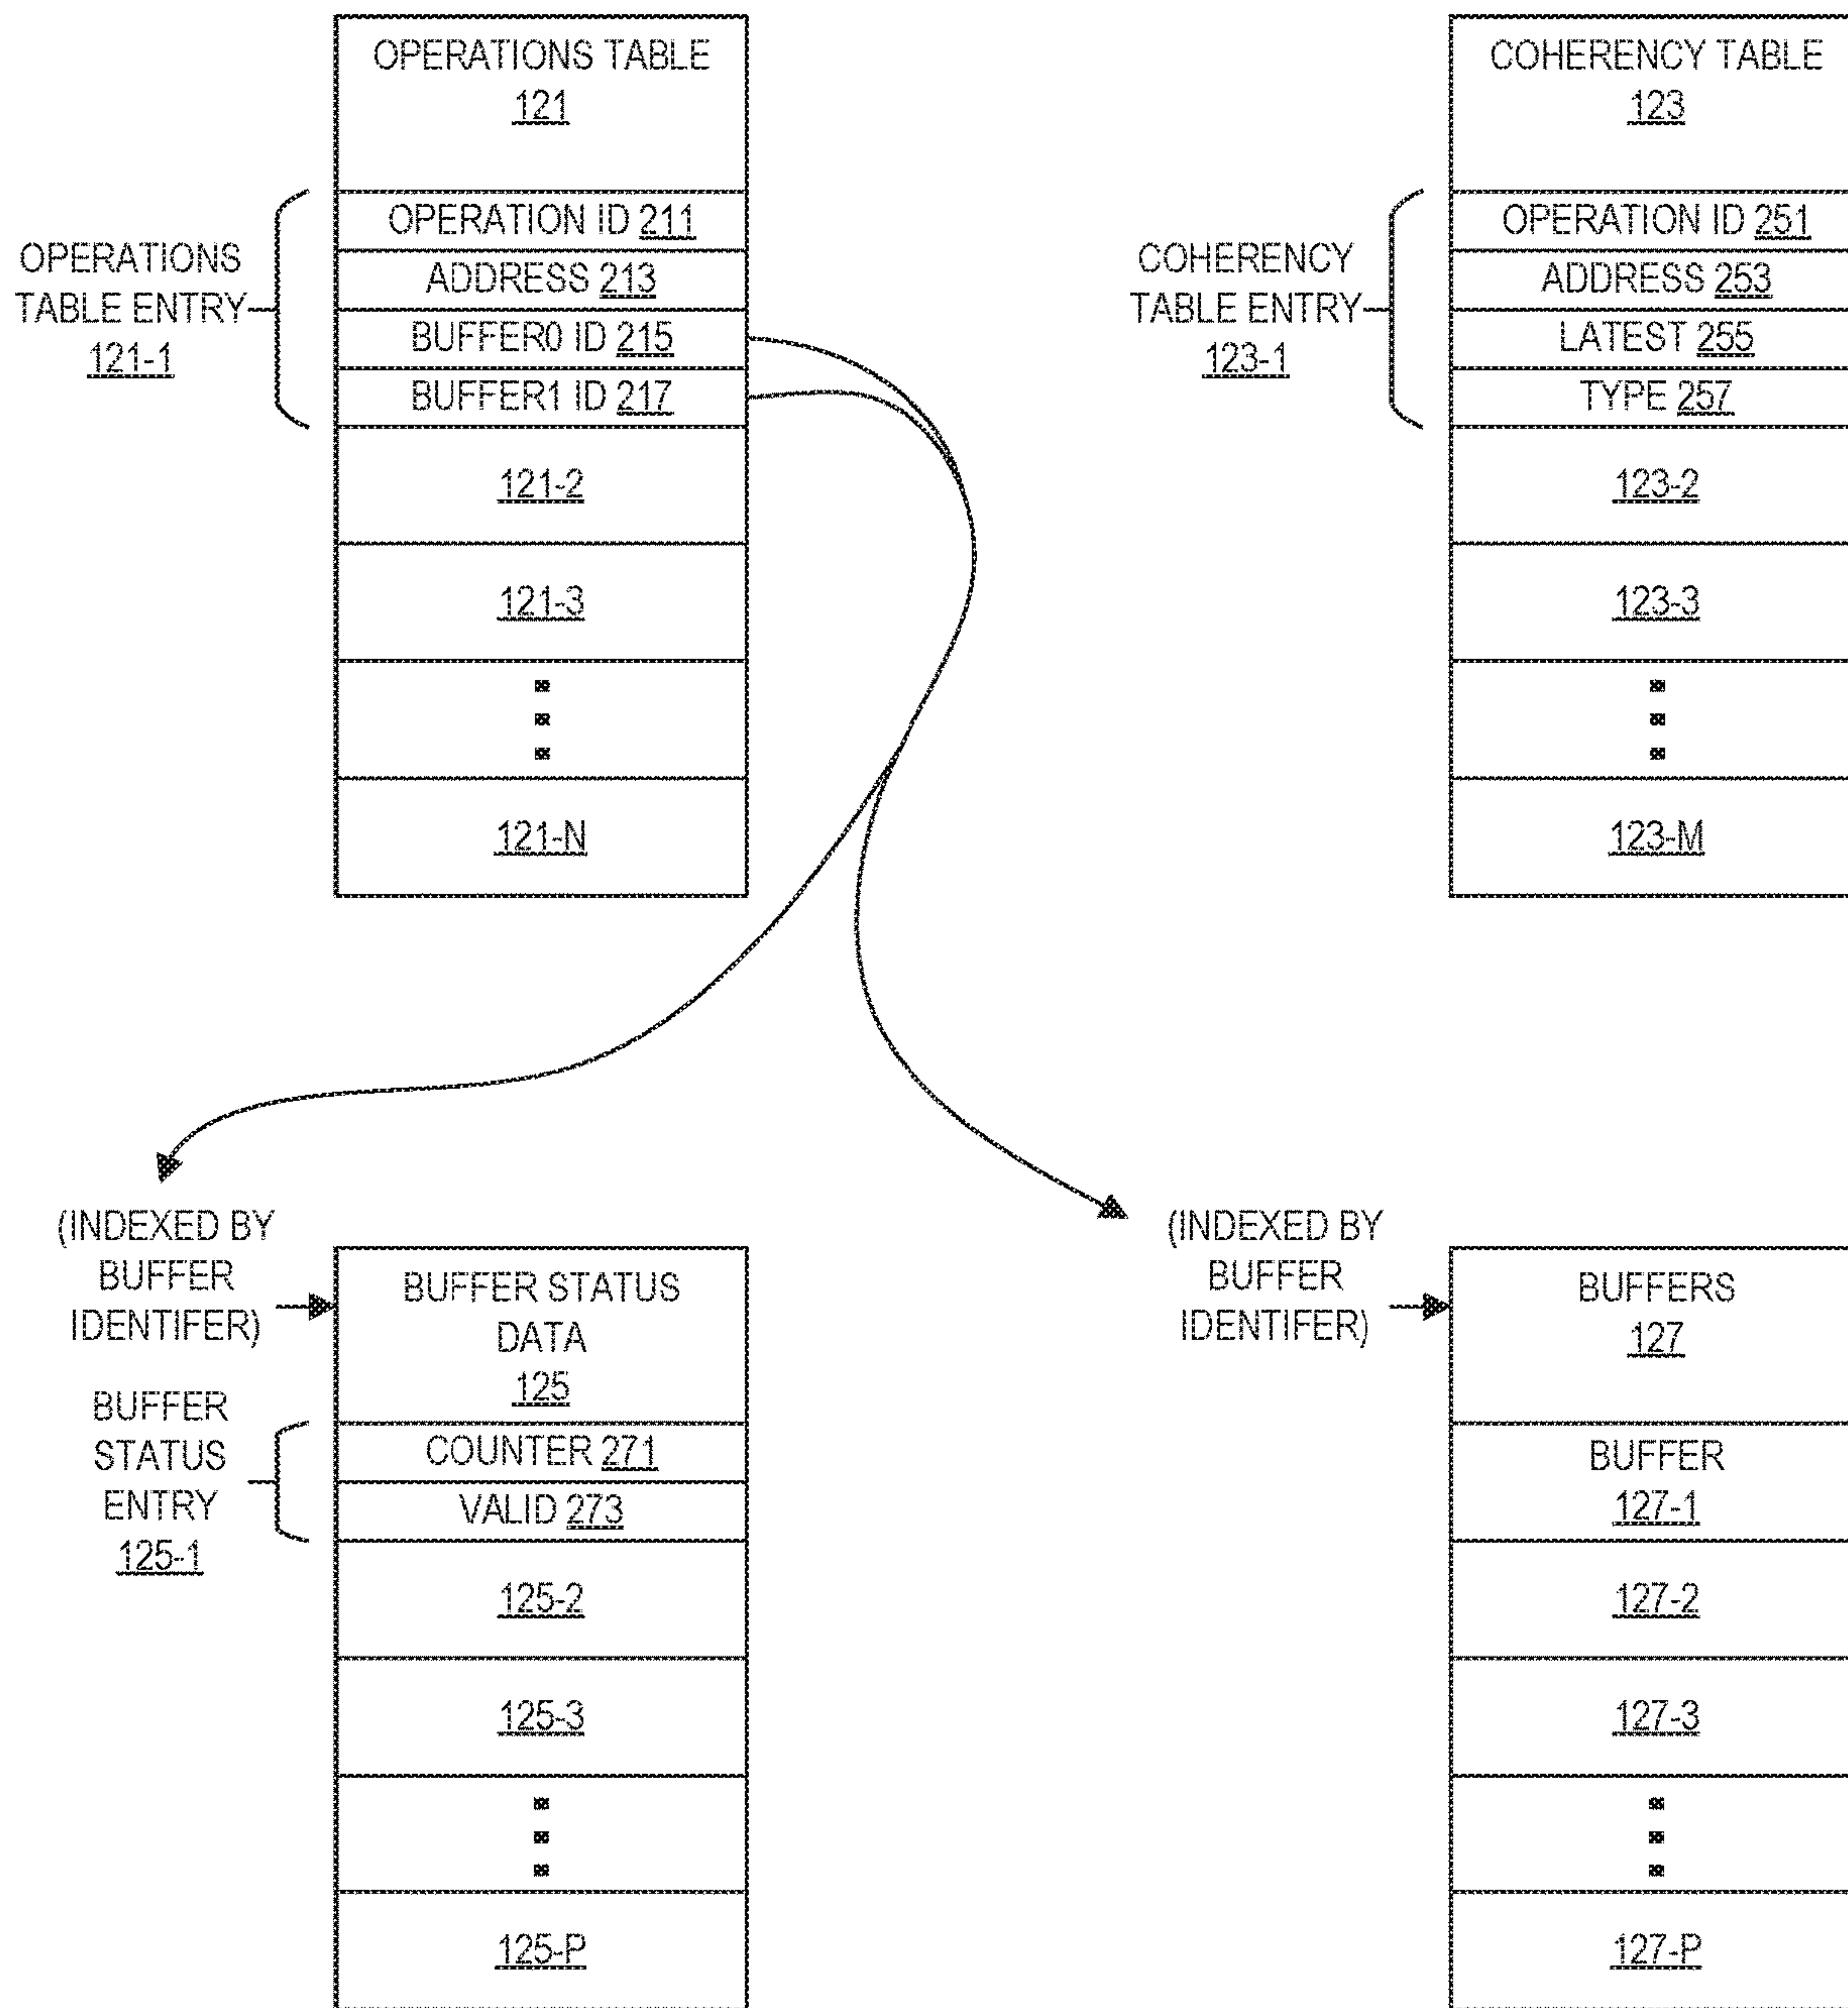 OPERATIONS TABLE
121
OPERATIONS
TABLE ENTRY
121-1
OPERATION ID 211
ADDRESS 213
BUFFER0 ID 215
BUFFER1 ID 217
121-2
121-3
121-N
COHERENCY TABLE
123
COHERENCY
TABLE ENTRY
123-1
OPERATION ID 251
ADDRESS 253
LATEST 255
TYPE 257
123-2
123-3
123-M
(INDEXED BY
BUFFER
IDENTIFER)
BUFFER STATUS
DATA
125
BUFFER
STATUS
ENTRY
125-1
COUNTER 271
VALID 273
125-2
125-3
125-P
(INDEXED BY
BUFFER
IDENTIFER)
BUFFERS
127
BUFFER
127-1
127-2
127-3
127-P